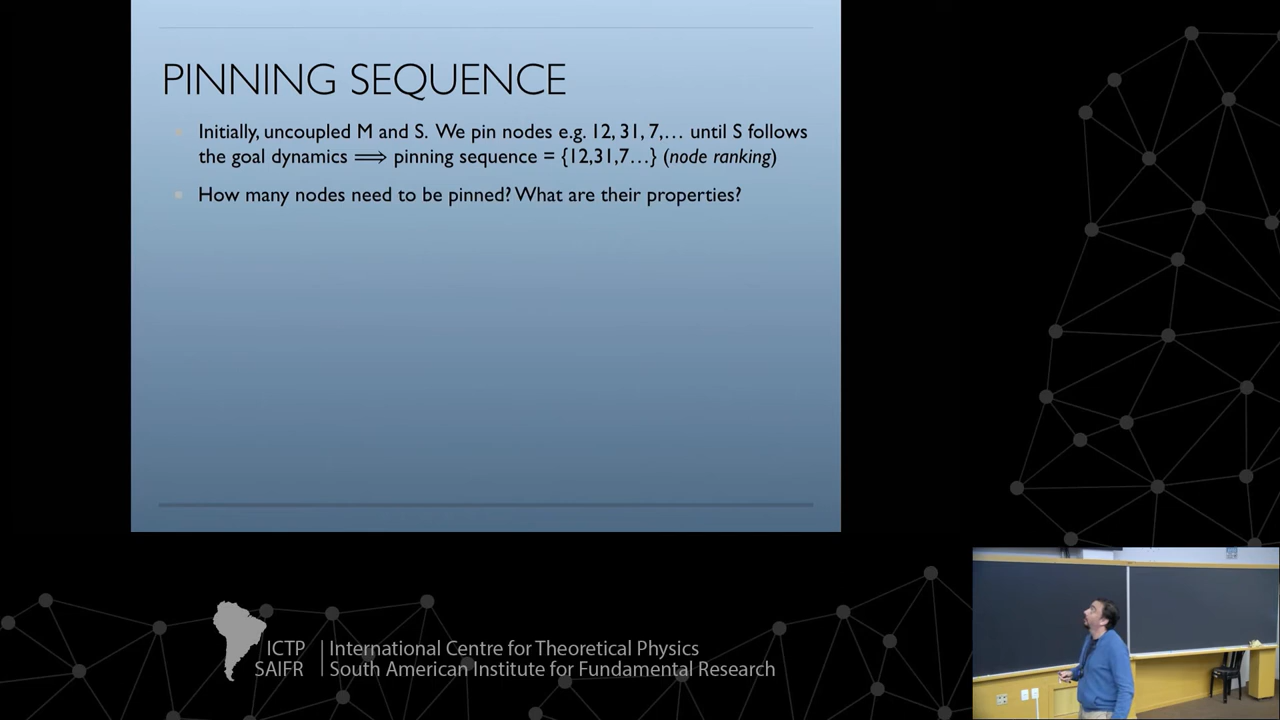 PINNING SEQUENCE
Initially, uncoupled M and S. We pin nodes e.g. 12, 31, 7,… until S follows
the goal dynamics ⟹ pinning sequence = {12,31,7…} (node ranking)
How many nodes need to be pinned? What are their properties?
ICTP | International Centre for Theoretical Physics
SAIFR | South American Institute for Fundamental Research